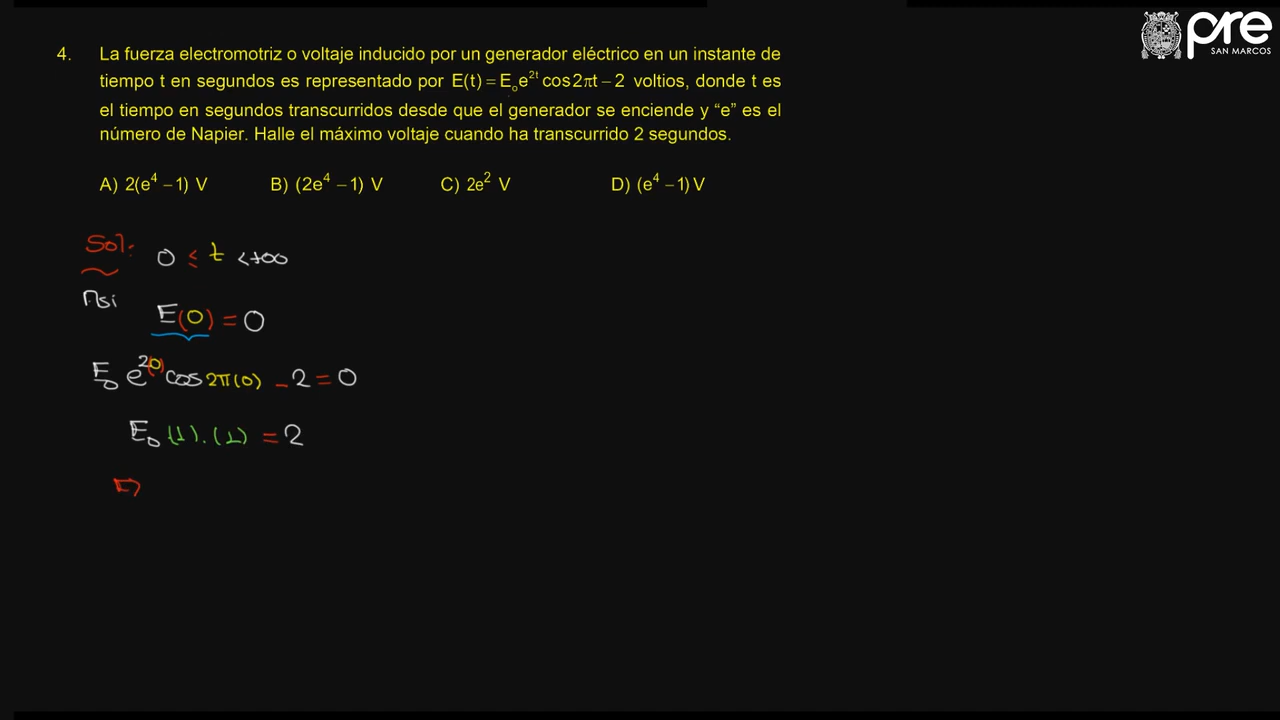 pre
SAN MARCOS
4. La fuerza electromotriz o voltaje inducido por un generador eléctrico en un instante de
tiempo t en segundos es representado por E(t) = E₀e²ᵗ cos2πt – 2 voltios, donde t es
el tiempo en segundos transcurridos desde que el generador se enciende y “e” es el
número de Napier. Halle el máximo voltaje cuando ha transcurrido 2 segundos.
A) 2(e⁴ – 1) V B) (2e⁴ – 1) V C) 2e² V D) (e⁴ – 1) V
Sol: 0 ≤ t < +∞
Asi
E(0) = 0
E₀ e²⁽⁰⁾ cos 2π(0) – 2 = 0
E₀ (1).(1) = 2